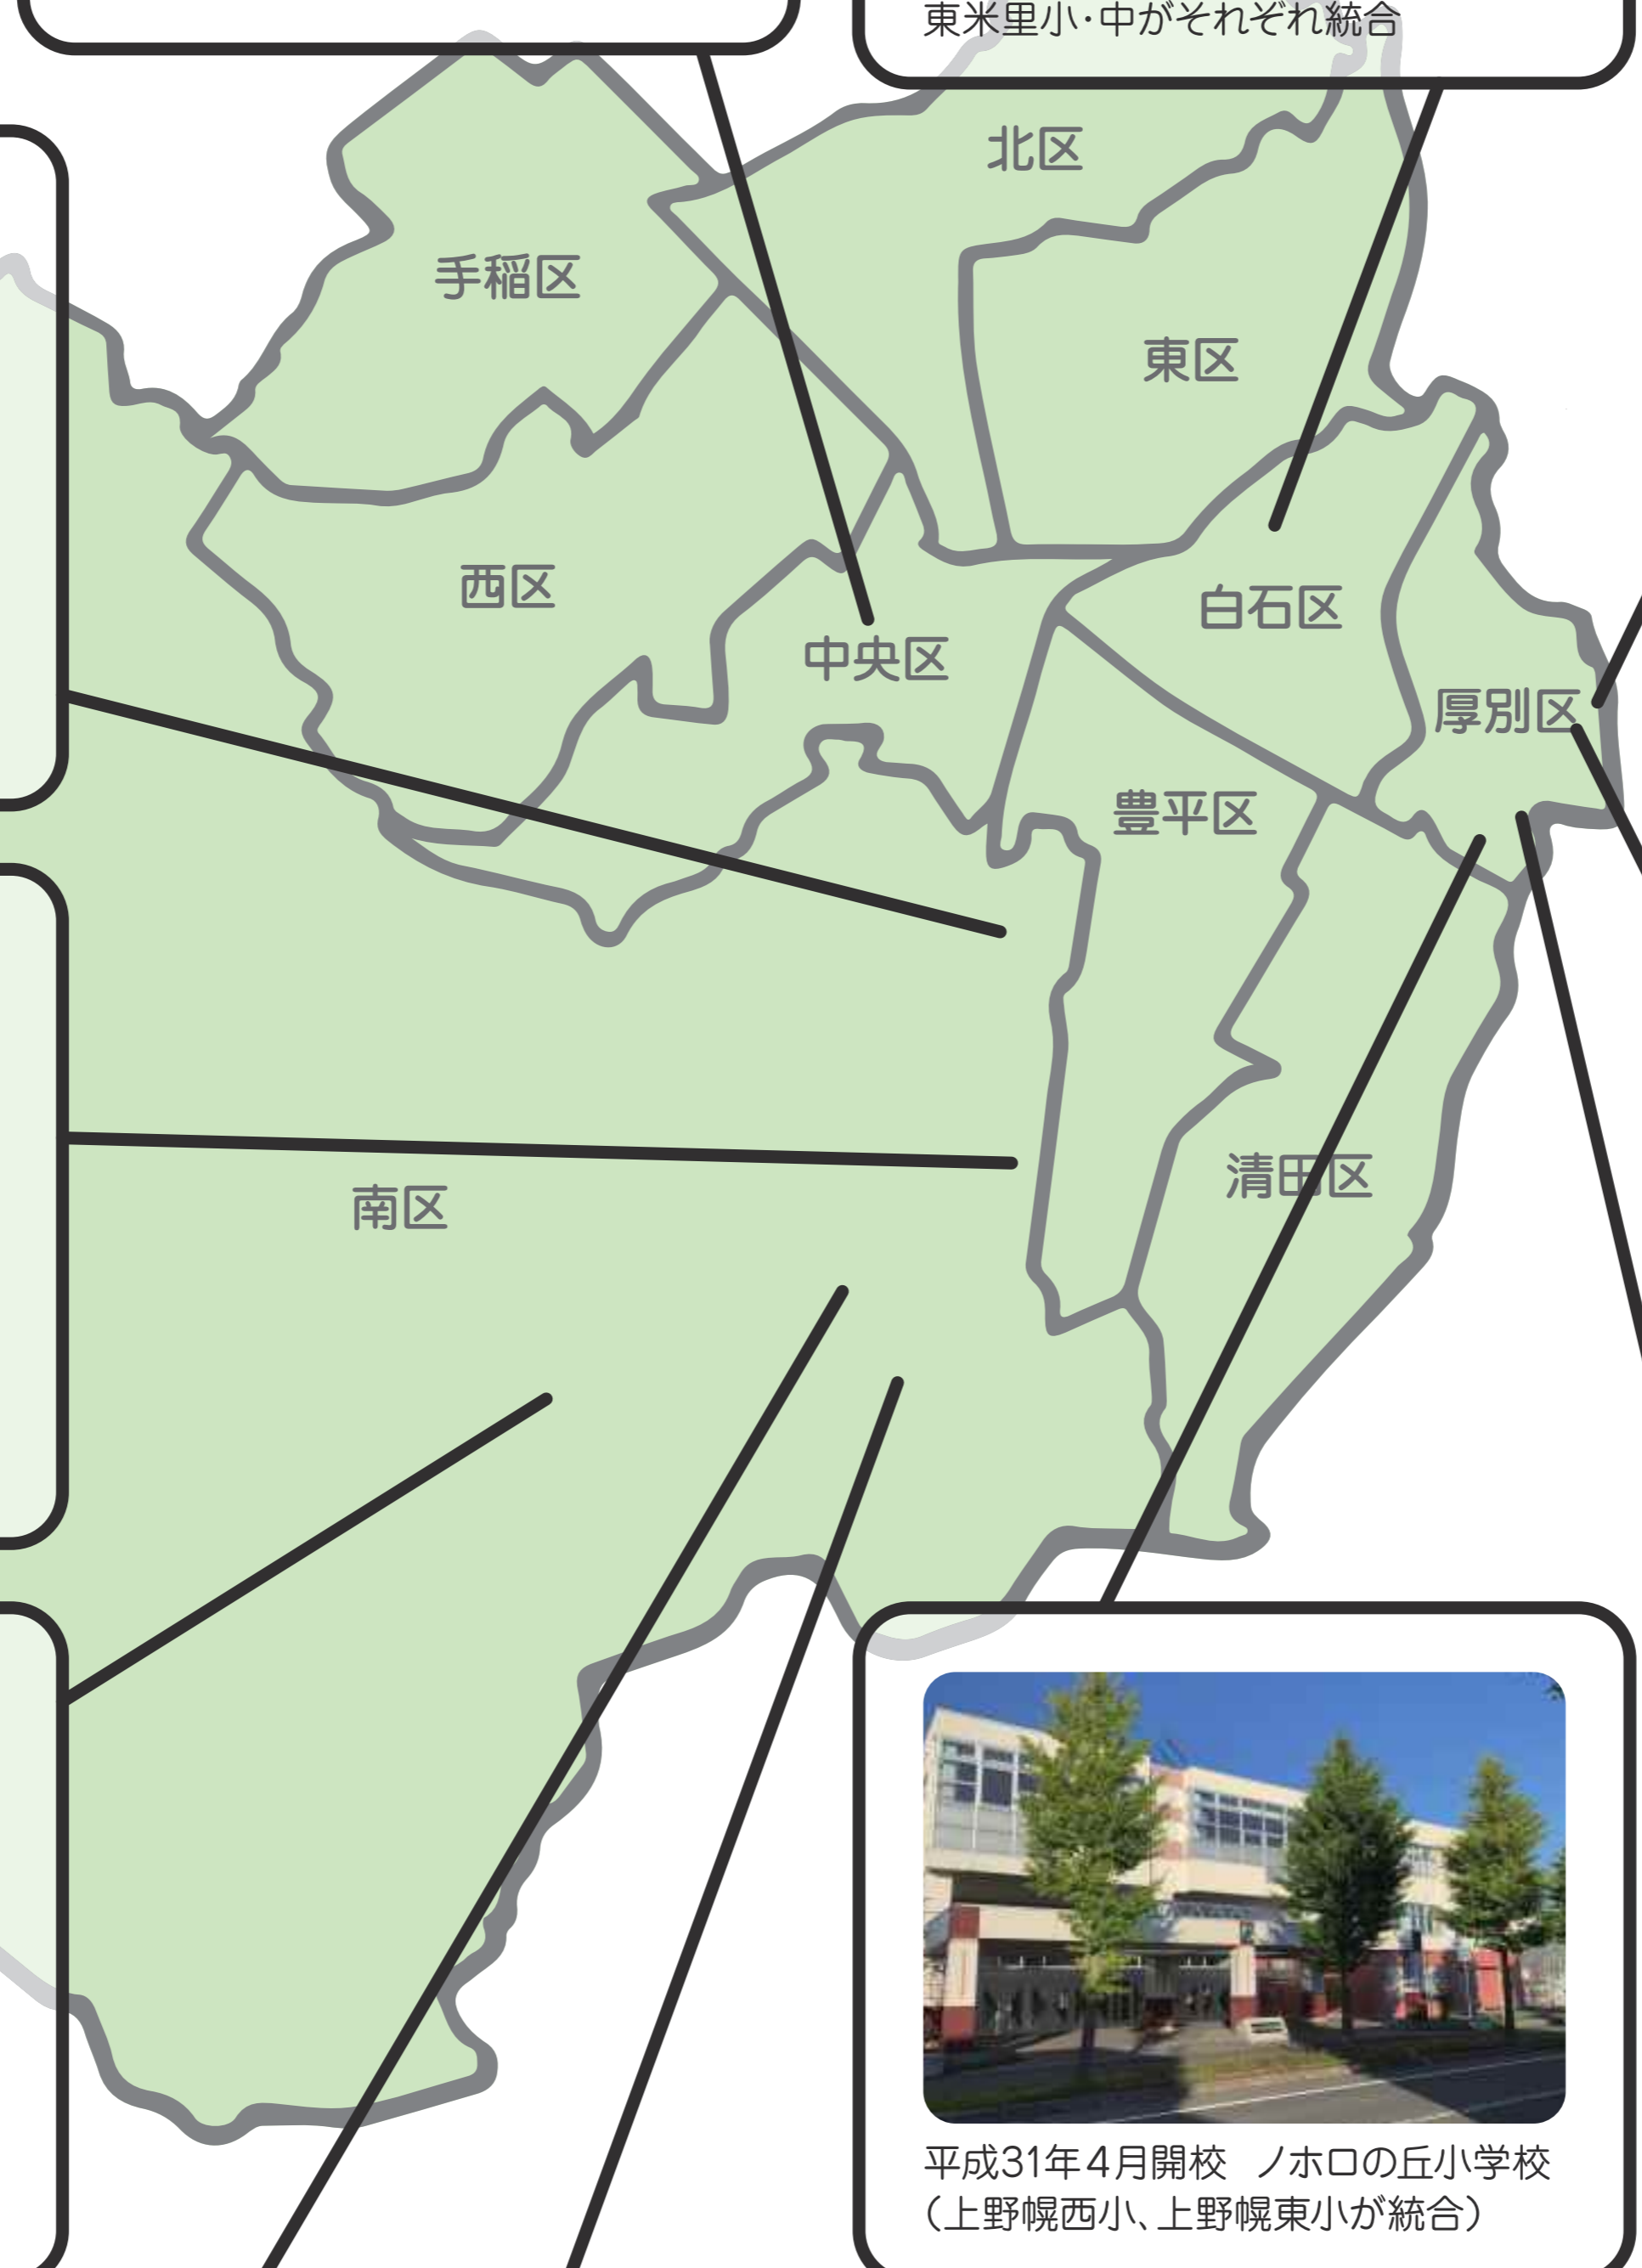 東米里小・中がそれぞれ統合
北区
手稲区
東区
西区
白石区
中央区
厚別区
豊平区
清田区
南区
平成31年4月開校　ノホロの丘小学校
（上野幌西小、上野幌東小が統合）